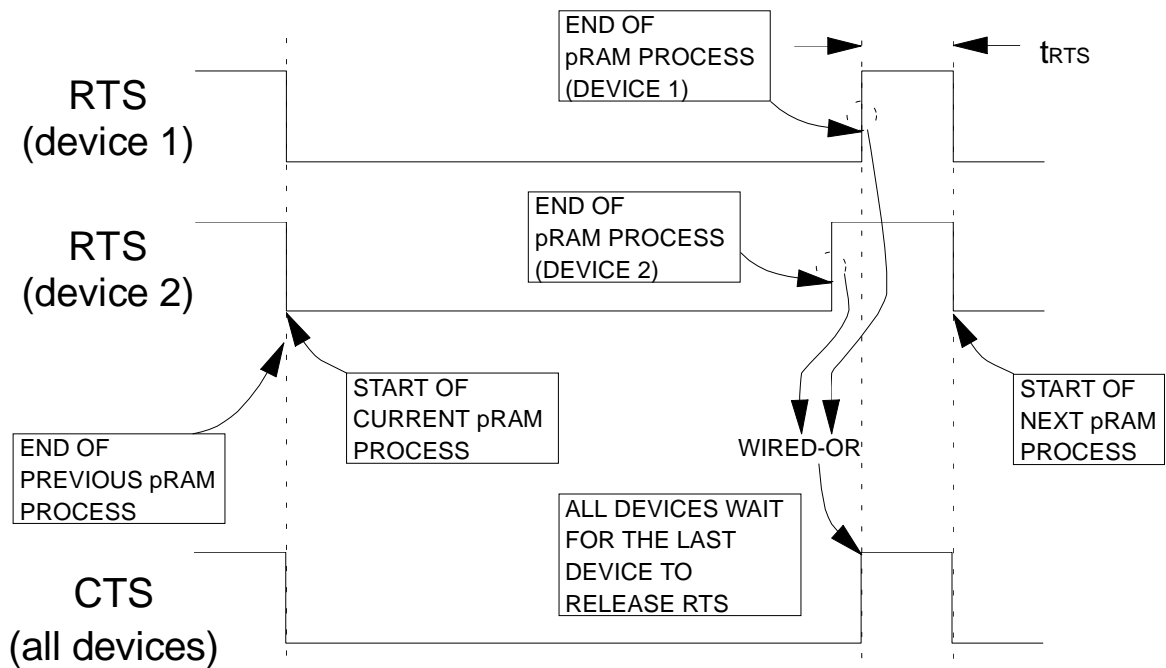 END OF
pRAM PROCESS
(DEVICE 1)
tRTS
RTS
(device 1)
END OF
pRAM PROCESS
(DEVICE 2)
RTS
(device 2)
START OF
CURRENT pRAM
PROCESS
START OF
NEXT pRAM
PROCESS
END OF
PREVIOUS pRAM
PROCESS
WIRED-OR
ALL DEVICES WAIT
FOR THE LAST
DEVICE TO
RELEASE RTS
CTS
(all devices)